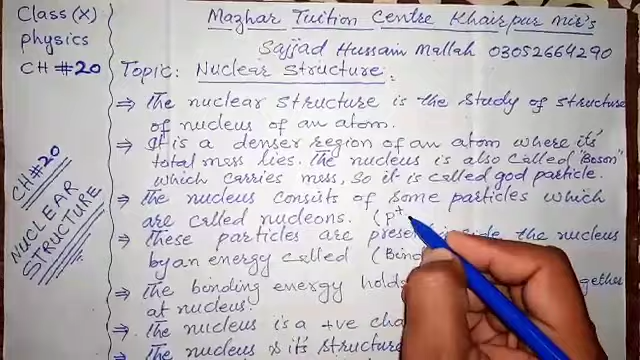 Class (X)
physics
CH #20
CH #20
NUCLEAR
STRUCTURE
Mazhar Tuition Centre Khairpur mir's
Sajjad Hussain Mallah 03052664290
Topic: Nuclear Structure:
⇒ The nuclear structure is the study of structure
of nucleus of an atom.
⇒ It is a denser region of an atom where its'
total mass lies. The nucleus is also called "Boson"
which carries mass, so it is called god particle.
⇒ The nucleus consists of some particles which
are called nucleons. (P+
⇒ These particles are present inside the nucleus
by an energy called (Bind
⇒ The binding energy holds together
at nucleus.
⇒ The nucleus is a +ve cha
⇒ The nucleus & it's structure